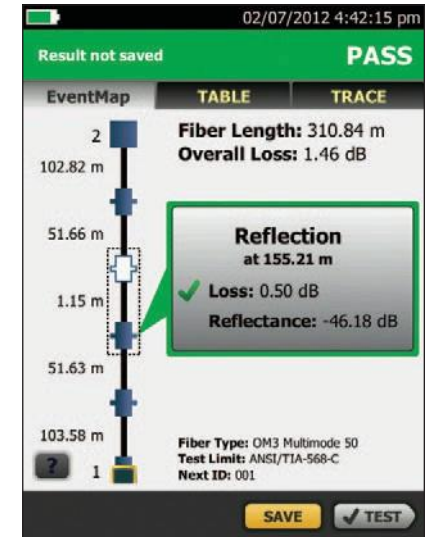 02/07/2012 4:42:15 pm
Result not saved PASS
EventMap TABLE TRACE
2
Fiber Length: 310.84 m
Overall Loss: 1.46 dB
102.82 m
51.66 m
Reflection
at 155.21 m
Loss: 0.50 dB
1.15 m
Reflectance: -46.18 dB
51.63 m
103.58 m
Fiber Type: OM3 Multimode 50
Test Limit: ANSI/TIA-568-C
Next ID: 001
?
1
SAVE TEST